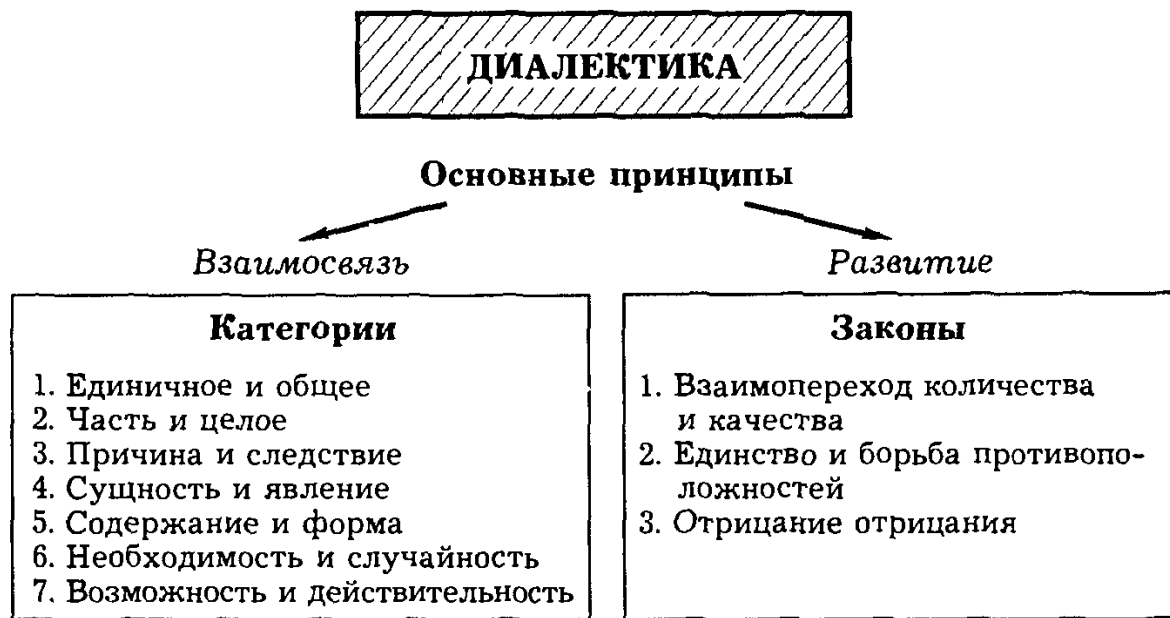 ДИАЛЕКТИКА
Основные принципы
Взаимосвязь
Категории
1. Единичное и общее
2. Часть и целое
3. Причина и следствие
4. Сущность и явление
5. Содержание и форма
6. Необходимость и случайность
7. Возможность и действительность
Развитие
Законы
1. Взаимопереход количества
и качества
2. Единство и борьба противопо-
ложностей
3. Отрицание отрицания